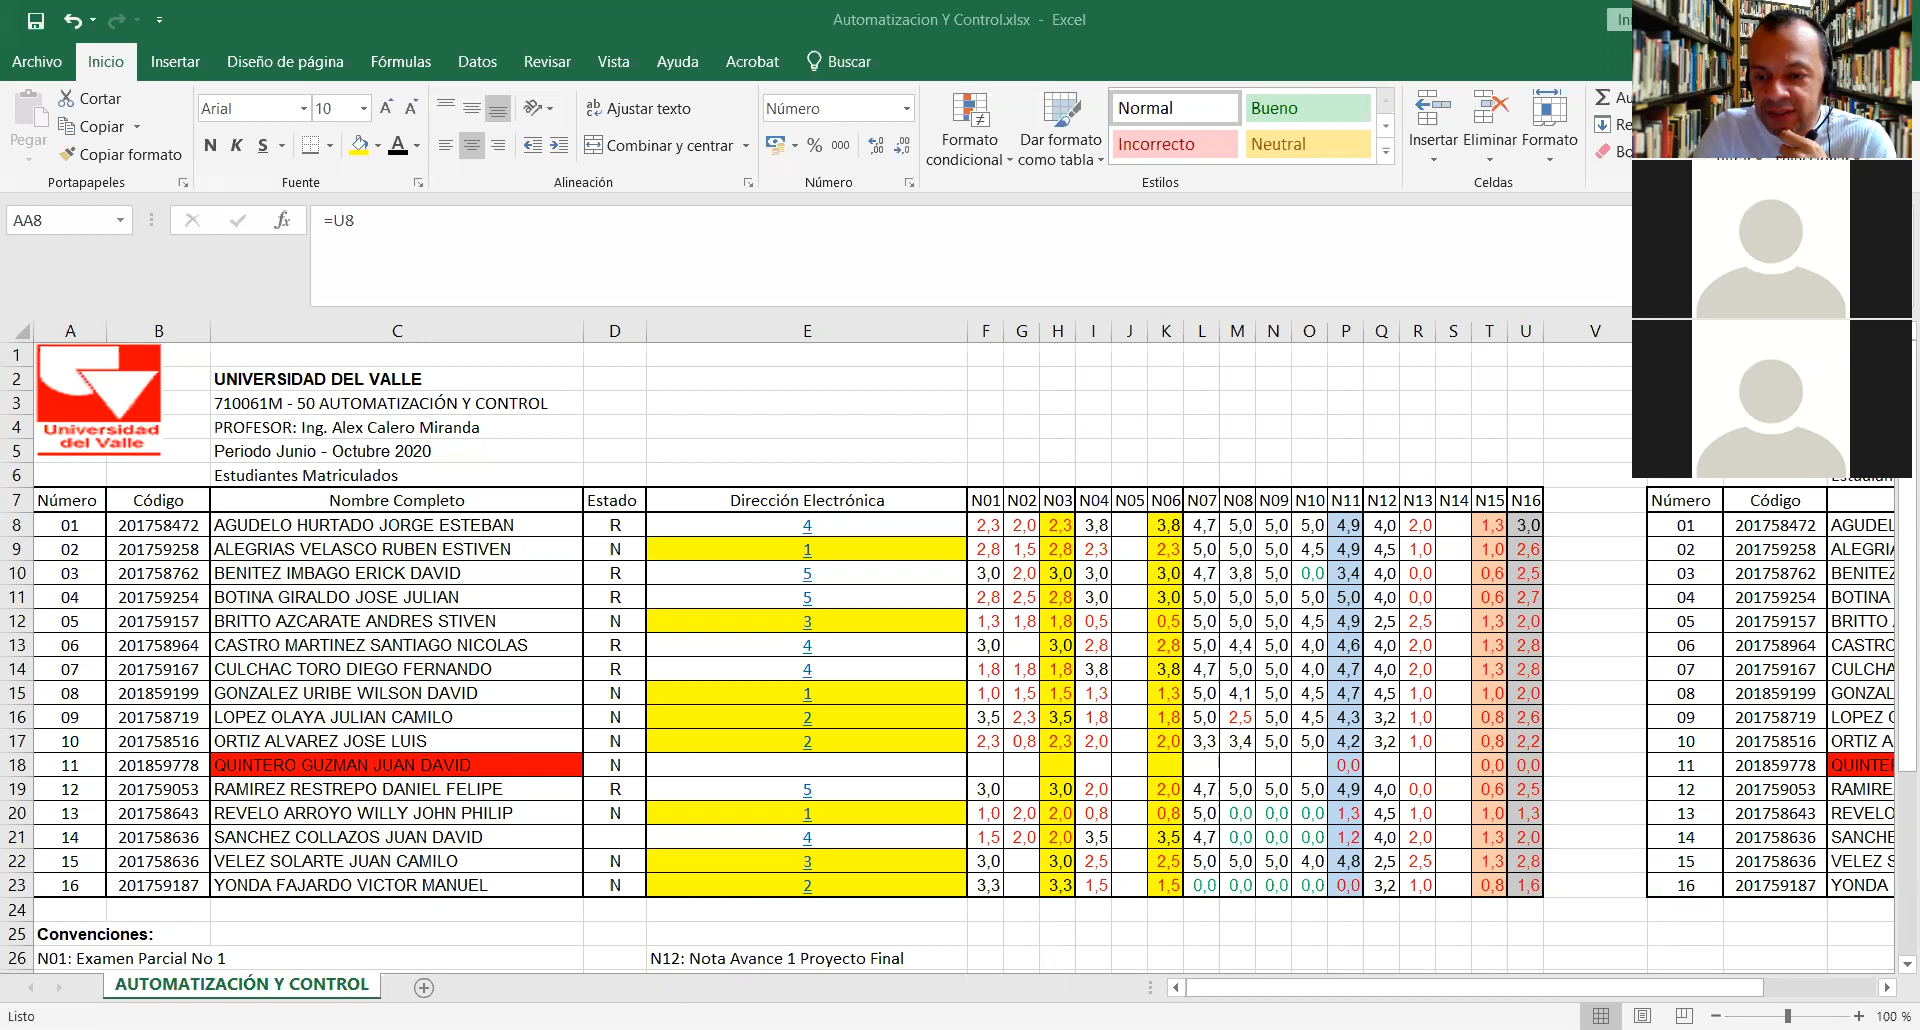 Automatizacion Y Control.xlsx - Excel
Archivo Inicio Insertar Diseño de página Fórmulas Datos Revisar Vista Ayuda Acrobat Buscar
Pegar Cortar Copiar Copiar formato
Arial 10
N K S
Ajustar texto
Combinar y centrar
Número
% 000
Formato condicional
Dar formato como tabla
Normal Bueno
Incorrecto Neutral
Insertar Eliminar Formato
Portapapeles Fuente Alineación Número Estilos Celdas
AA8 fx =U8
A B C D E F G H I J K L M N O P Q R S T U V
1
2 UNIVERSIDAD DEL VALLE
3 710061M - 50 AUTOMATIZACIÓN Y CONTROL
4 PROFESOR: Ing. Alex Calero Miranda
Universidad
del Valle
5 Periodo Junio - Octubre 2020
6 Estudiantes Matriculados
7 Número Código Nombre Completo Estado Dirección Electrónica N01 N02 N03 N04 N05 N06 N07 N08 N09 N10 N11 N12 N13 N14 N15 N16 Número Código
8 01 201758472 AGUDELO HURTADO JORGE ESTEBAN R 4 2,3 2,0 2,3 3,8 3,8 4,7 5,0 5,0 5,0 4,9 4,0 2,0 1,3 3,0 01 201758472 AGUDEL
9 02 201759258 ALEGRIAS VELASCO RUBEN ESTIVEN N 1 2,8 1,5 2,8 2,3 2,3 5,0 5,0 5,0 4,5 4,9 4,5 1,0 1,0 2,6 02 201759258 ALEGRIA
10 03 201758762 BENITEZ IMBAGO ERICK DAVID R 5 3,0 2,0 3,0 3,0 3,0 4,7 3,8 5,0 0,0 3,4 4,0 0,0 0,6 2,5 03 201758762 BENITEZ
11 04 201759254 BOTINA GIRALDO JOSE JULIAN R 5 2,8 2,5 2,8 3,0 3,0 5,0 5,0 5,0 5,0 5,0 4,0 0,0 0,6 2,7 04 201759254 BOTINA
12 05 201759157 BRITTO AZCARATE ANDRES STIVEN N 3 1,3 1,8 1,8 0,5 0,5 5,0 5,0 5,0 4,5 4,9 2,5 2,5 1,3 2,0 05 201759157 BRITTO
13 06 201758964 CASTRO MARTINEZ SANTIAGO NICOLAS R 4 3,0 3,0 2,8 2,8 5,0 4,4 5,0 4,0 4,6 4,0 2,0 1,3 2,8 06 201758964 CASTRO
14 07 201759167 CULCHAC TORO DIEGO FERNANDO R 4 1,8 1,8 1,8 3,8 3,8 4,7 5,0 5,0 4,0 4,7 4,0 2,0 1,3 2,8 07 201759167 CULCHA
15 08 201859199 GONZALEZ URIBE WILSON DAVID N 1 1,0 1,5 1,5 1,3 1,3 5,0 4,1 5,0 4,5 4,7 4,5 1,0 1,0 2,0 08 201859199 GONZAL
16 09 201758719 LOPEZ OLAYA JULIAN CAMILO N 2 3,5 2,3 3,5 1,8 1,8 5,0 2,5 5,0 4,5 4,3 3,2 1,0 0,8 2,6 09 201758719 LOPEZ
17 10 201758516 ORTIZ ALVAREZ JOSE LUIS N 2 2,3 0,8 2,3 2,0 2,0 3,3 3,4 5,0 5,0 4,2 3,2 1,0 0,8 2,2 10 201758516 ORTIZ A
18 11 201859778 QUINTERO GUZMAN JUAN DAVID N 0,0 0,0 0,0 11 201859778 QUINTE
19 12 201759053 RAMIREZ RESTREPO DANIEL FELIPE R 5 3,0 3,0 2,0 2,0 4,7 5,0 5,0 5,0 4,9 4,0 0,0 0,6 2,5 12 201759053 RAMIRE
20 13 201758643 REVELO ARROYO WILLY JOHN PHILIP N 1 1,0 2,0 2,0 0,8 0,8 5,0 0,0 0,0 0,0 1,3 4,5 1,0 1,0 1,3 13 201758643 REVELO
21 14 201758636 SANCHEZ COLLAZOS JUAN DAVID 4 1,5 2,0 2,0 3,5 3,5 4,7 0,0 0,0 0,0 1,2 4,0 2,0 1,3 2,0 14 201758636 SANCHE
22 15 201758636 VELEZ SOLARTE JUAN CAMILO N 3 3,0 3,0 2,5 2,5 5,0 5,0 5,0 4,0 4,8 2,5 2,5 1,3 2,8 15 201758636 VELEZ S
23 16 201759187 YONDA FAJARDO VICTOR MANUEL N 2 3,3 3,3 1,5 1,5 0,0 0,0 0,0 0,0 0,0 3,2 1,0 0,8 1,6 16 201759187 YONDA
24
25 Convenciones:
26 N01: Examen Parcial No 1 N12: Nota Avance 1 Proyecto Final
AUTOMATIZACIÓN Y CONTROL
Listo 100 %